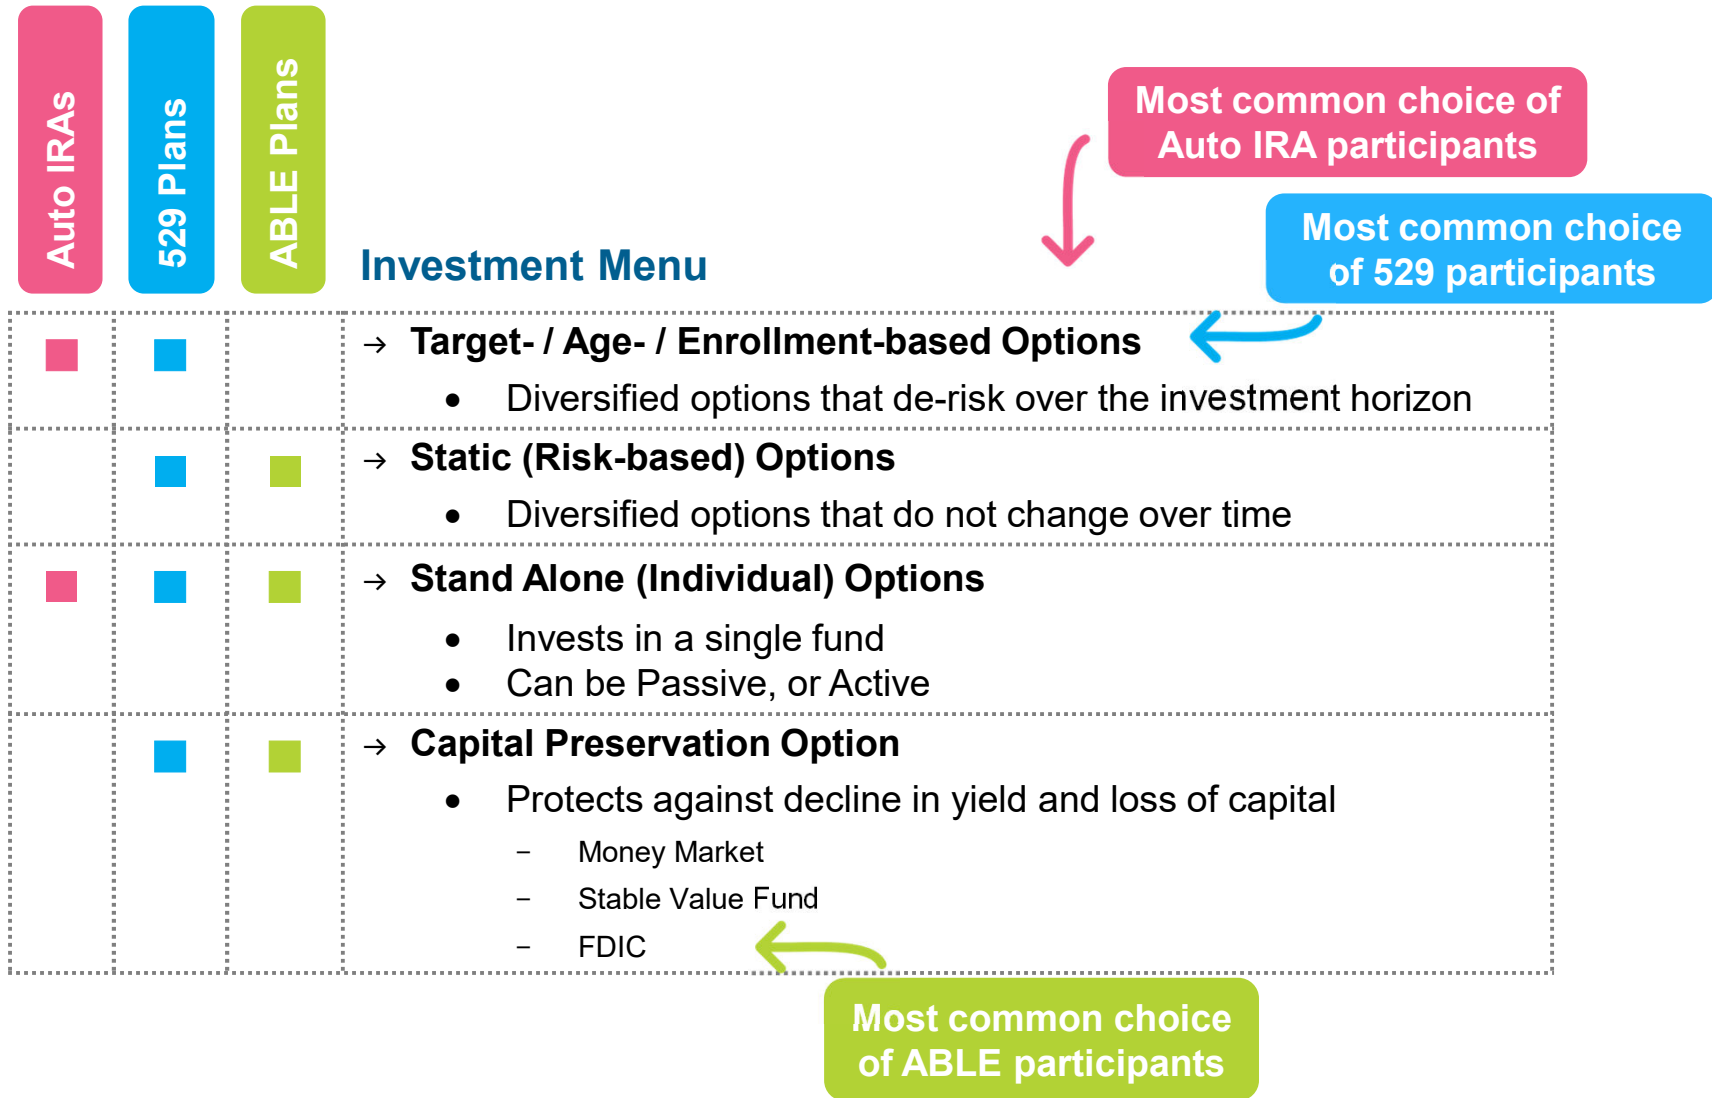 Auto IRAs
529 Plans
ABLE Plans
Most common choice of
Auto IRA participants
Most common choice
of 529 participants
Investment Menu
→ Target- / Age- / Enrollment-based Options
• Diversified options that de-risk over the investment horizon
→ Static (Risk-based) Options
• Diversified options that do not change over time
→ Stand Alone (Individual) Options
• Invests in a single fund
• Can be Passive, or Active
→ Capital Preservation Option
• Protects against decline in yield and loss of capital
– Money Market
– Stable Value Fund
– FDIC
Most common choice
of ABLE participants